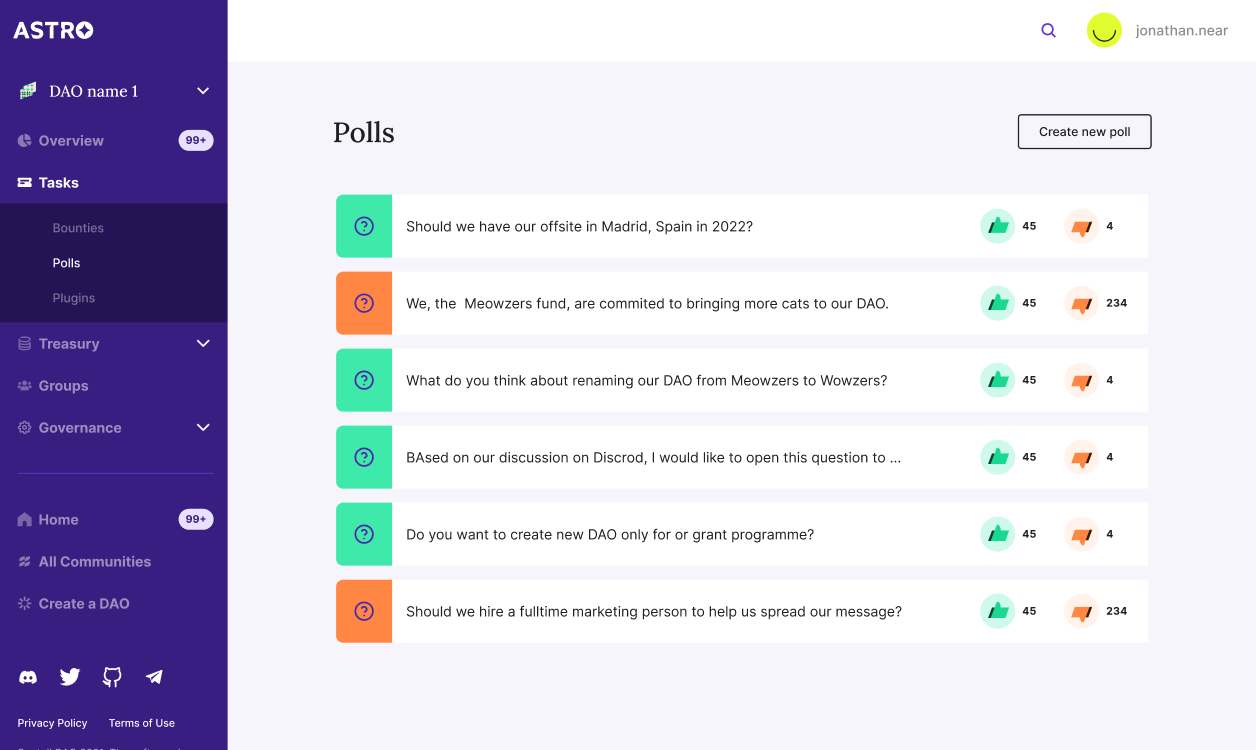 ASTRO
jonathan.near
DAO name 1
Overview 99+
Tasks
Bounties
Polls
Plugins
Treasury
Groups
Governance
Home 99+
All Communities
Create a DAO
Privacy Policy Terms of Use
Polls
Create new poll
Should we have our offsite in Madrid, Spain in 2022? 45 4
We, the  Meowzers fund, are commited to bringing more cats to our DAO. 45 234
What do you think about renaming our DAO from Meowzers to Wowzers? 45 4
BAsed on our discussion on Discrod, I would like to open this question to ... 45 4
Do you want to create new DAO only for or grant programme? 45 4
Should we hire a fulltime marketing person to help us spread our message? 45 234